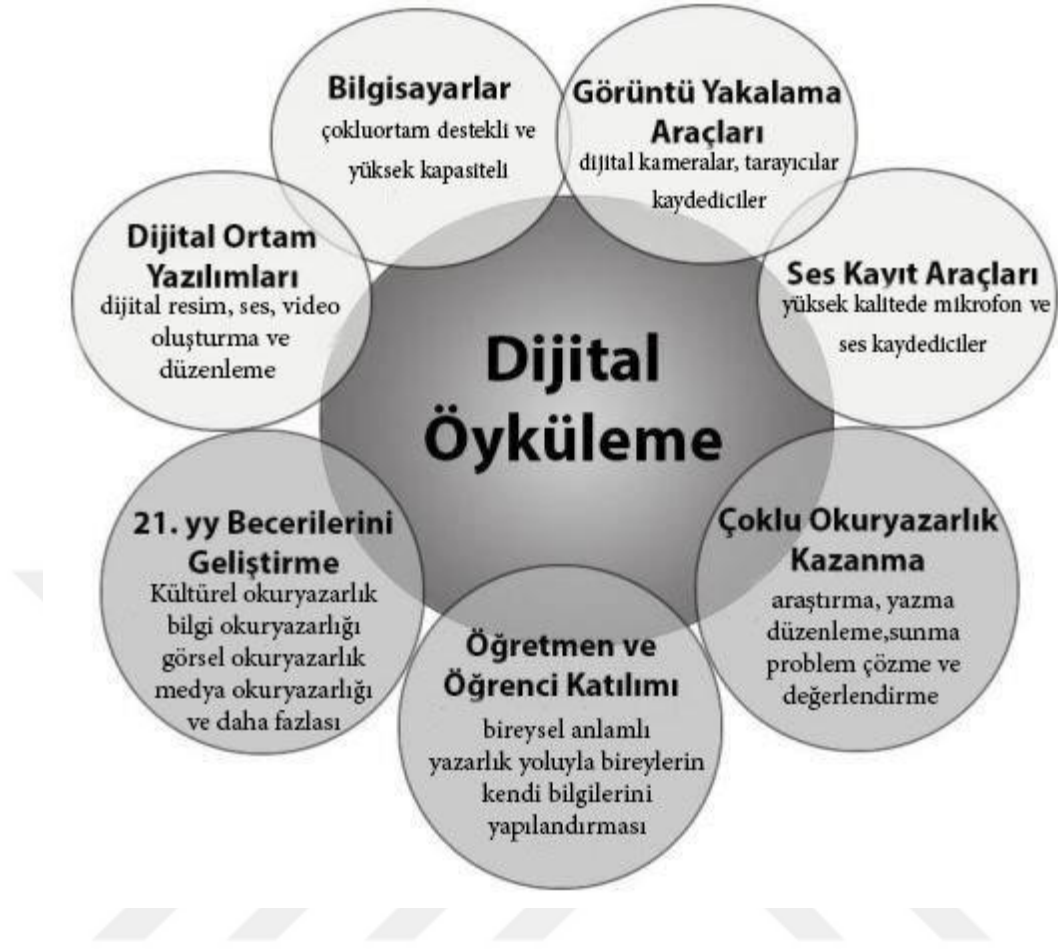 Bilgisayarlar
çokluortam destekli ve
yüksek kapasiteli
Görüntü Yakalama
Araçları
dijital kameralar, tarayıcılar
kaydediciler
Dijital Ortam
Yazılımları
dijital resim, ses, video
oluşturma ve
düzenleme
Ses Kayıt Araçları
yüksek kalitede mikrofon ve
ses kaydediciler
Dijital
Öyküleme
21. yy Becerilerini
Geliştirme
Kültürel okuryazarlık
bilgi okuryazarlığı
görsel okuryazarlık
medya okuryazarlığı
ve daha fazlası
Öğretmen ve
Öğrenci Katılımı
bireysel anlamlı
yazarlık yoluyla bireylerin
kendi bilgilerini
yapılandırması
Çoklu Okuryazarlık
Kazanma
araştırma, yazma
düzenleme,sunma
problem çözme ve
değerlendirme